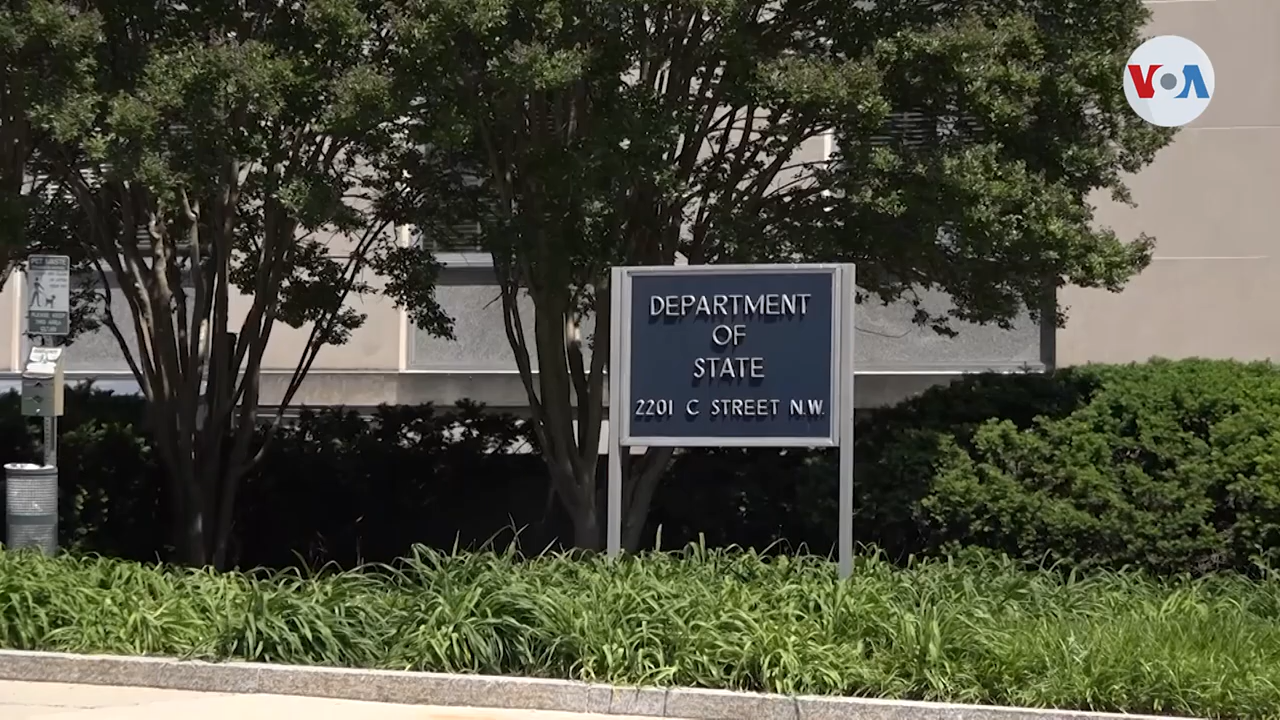 VOA
DEPARTMENT
OF
STATE
2201 C STREET N.W.